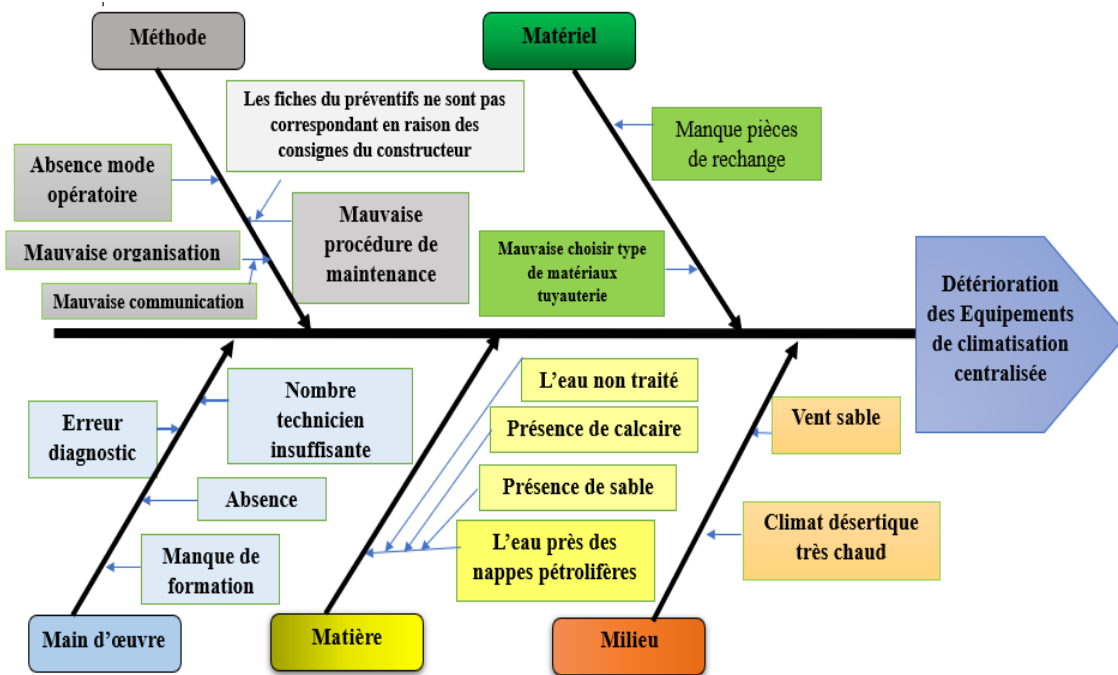 Méthode
Matériel
Les fiches du préventifs ne sont pas
correspondant en raison des
consignes du constructeur
Absence mode
opératoire
Mauvaise
procédure de
maintenance
Mauvaise organisation
Mauvaise communication
Manque pièces
de rechange
Mauvaise choisir type
de matériaux
tuyauterie
Détérioration
des Equipements
de climatisation
centralisée
Erreur
diagnostic
Nombre
technicien
insuffisante
Absence
Manque de
formation
L’eau non traité
Présence de calcaire
Présence de sable
L’eau près des
nappes pétrolifères
Vent sable
Climat désertique
très chaud
Main d’œuvre
Matière
Milieu